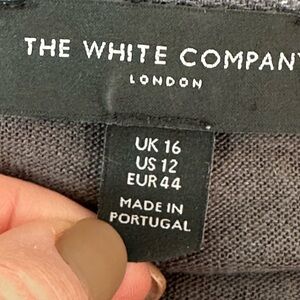 THE WHITE COMPANY
LONDON
UK 16
US 12
EUR 44
MADE IN
PORTUGAL